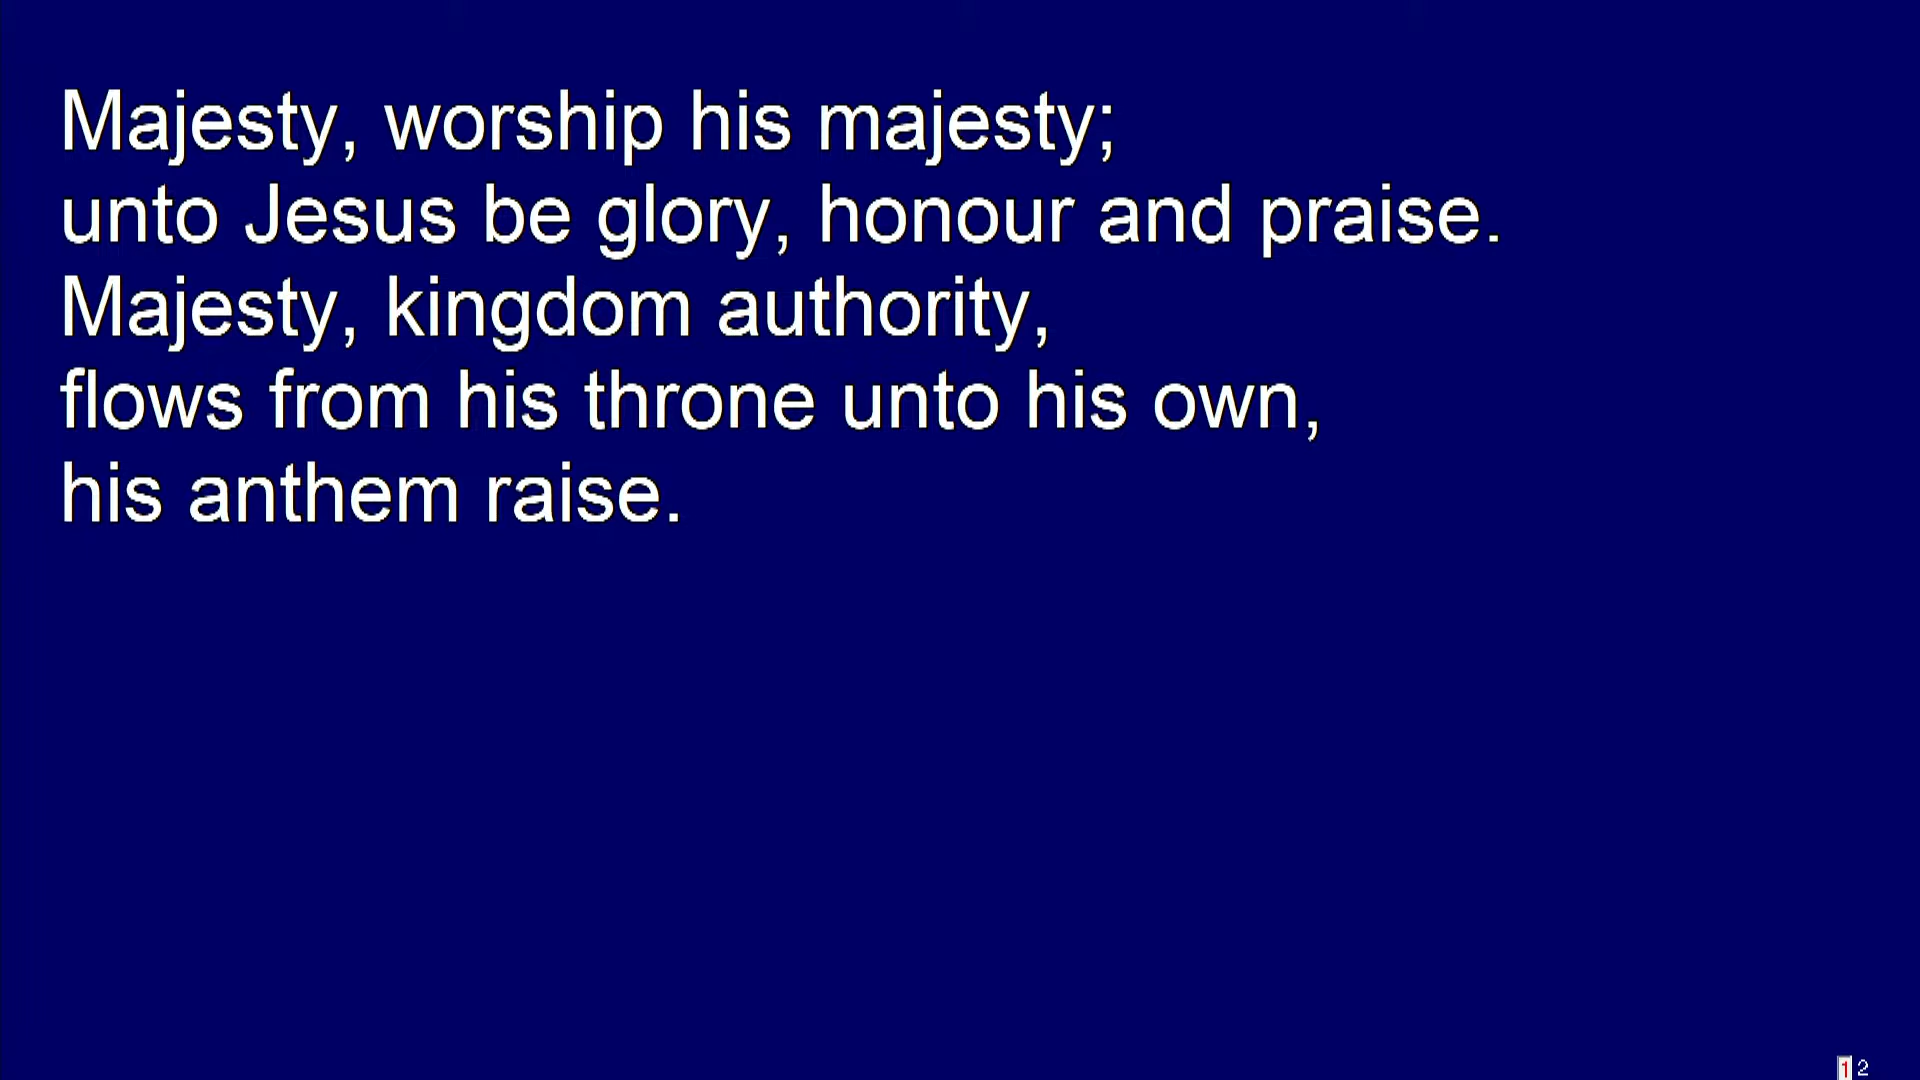 Majesty, worship his majesty;
unto Jesus be glory, honour and praise.
Majesty, kingdom authority,
flows from his throne unto his own,
his anthem raise.
1 2